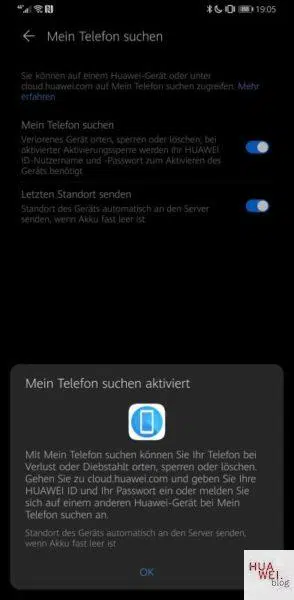 19:05
Mein Telefon suchen
Sie können auf einem Huawei-Gerät oder unter
cloud.huawei.com auf Mein Telefon suchen zugreifen. Mehr
erfahren
Mein Telefon suchen
Verlorenes Gerät orten, sperren oder löschen; bei
aktivierter Aktivierungssperre werden Ihr HUAWEI
ID-Nutzername und -Passwort zum Aktivieren des
Geräts benötigt
Letzten Standort senden
Standort des Geräts automatisch an den Server
senden, wenn Akku fast leer ist
Mein Telefon suchen aktiviert
Mit Mein Telefon suchen können Sie Ihr Telefon bei
Verlust oder Diebstahl orten, sperren oder löschen.
Gehen Sie zu cloud.huawei.com und geben Sie Ihre
HUAWEI ID und Ihr Passwort ein oder melden Sie
sich auf einem anderen Huawei-Gerät bei Mein
Telefon suchen an.
Standort des Geräts automatisch an den Server senden,
wenn Akku fast leer ist
OK
HUA
WEI.
blog